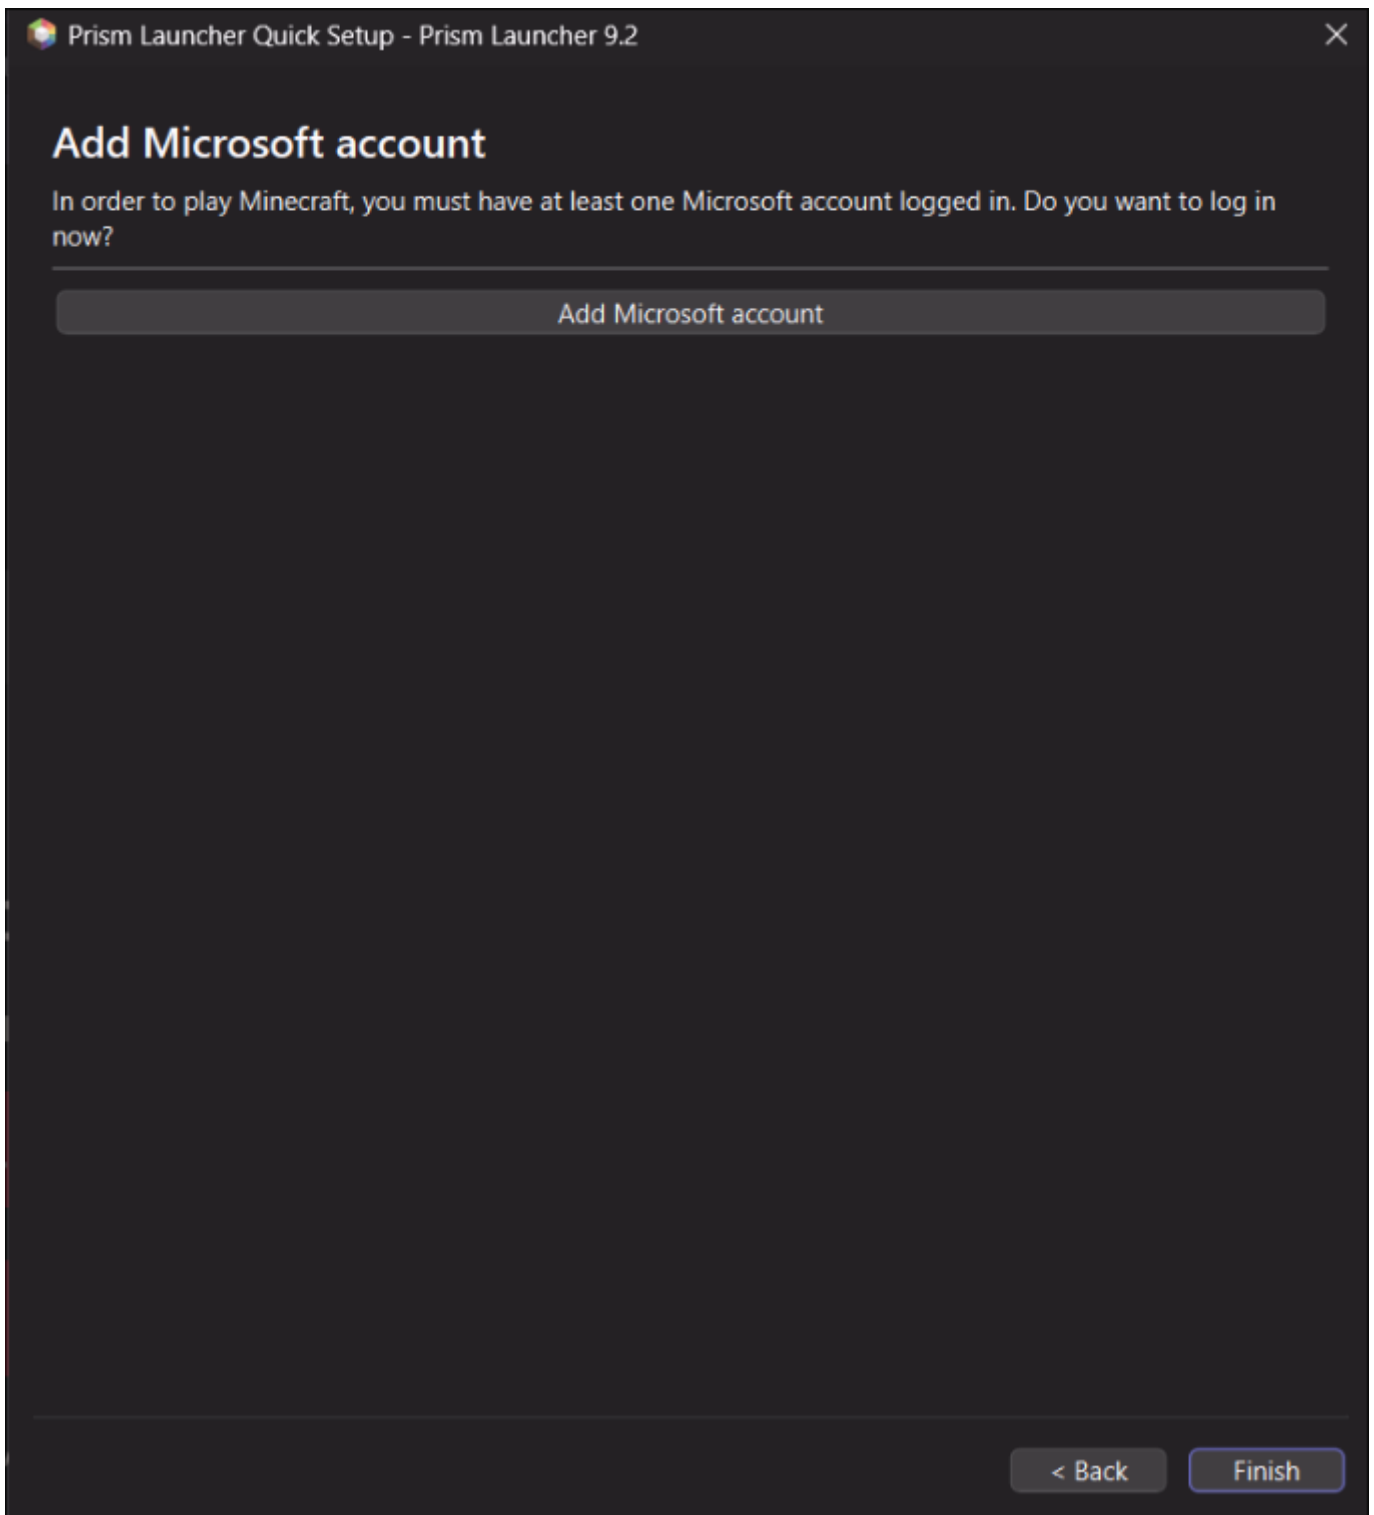 Prism Launcher Quick Setup - Prism Launcher 9.2
Add Microsoft account
In order to play Minecraft, you must have at least one Microsoft account logged in. Do you want to log in
now?
Add Microsoft account
< Back
Finish